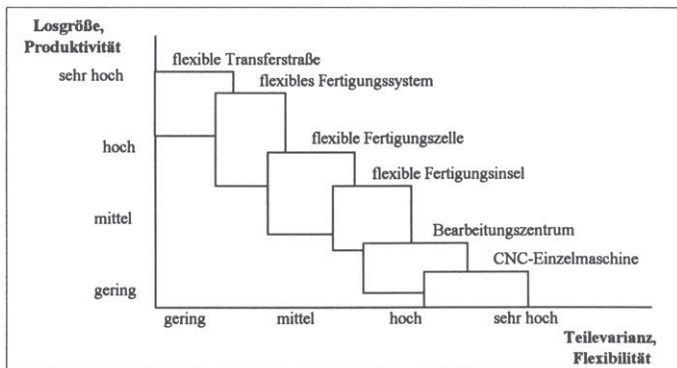 Losgröße,
Produktivität
flexible Transferstraße
sehr hoch
flexibles Fertigungssystem
hoch
flexible Fertigungszelle
flexible Fertigungsinsel
mittel
Bearbeitungszentrum
CNC-Einzelmaschine
gering
gering mittel hoch sehr hoch
Teilevarianz,
Flexibilität